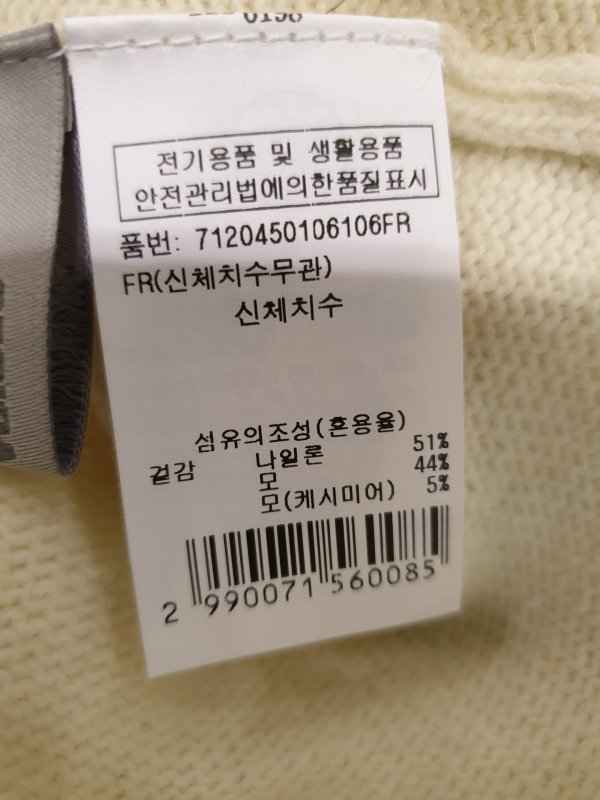 전기용품 및 생활용품
안전관리법에의한품질표시
품번: 7120450106106FR
FR(신체치수무관)
신체치수
섬유의조성(혼용율)
겉감 나일론 51%
모 44%
모(케시미어) 5%
2 990071 560085